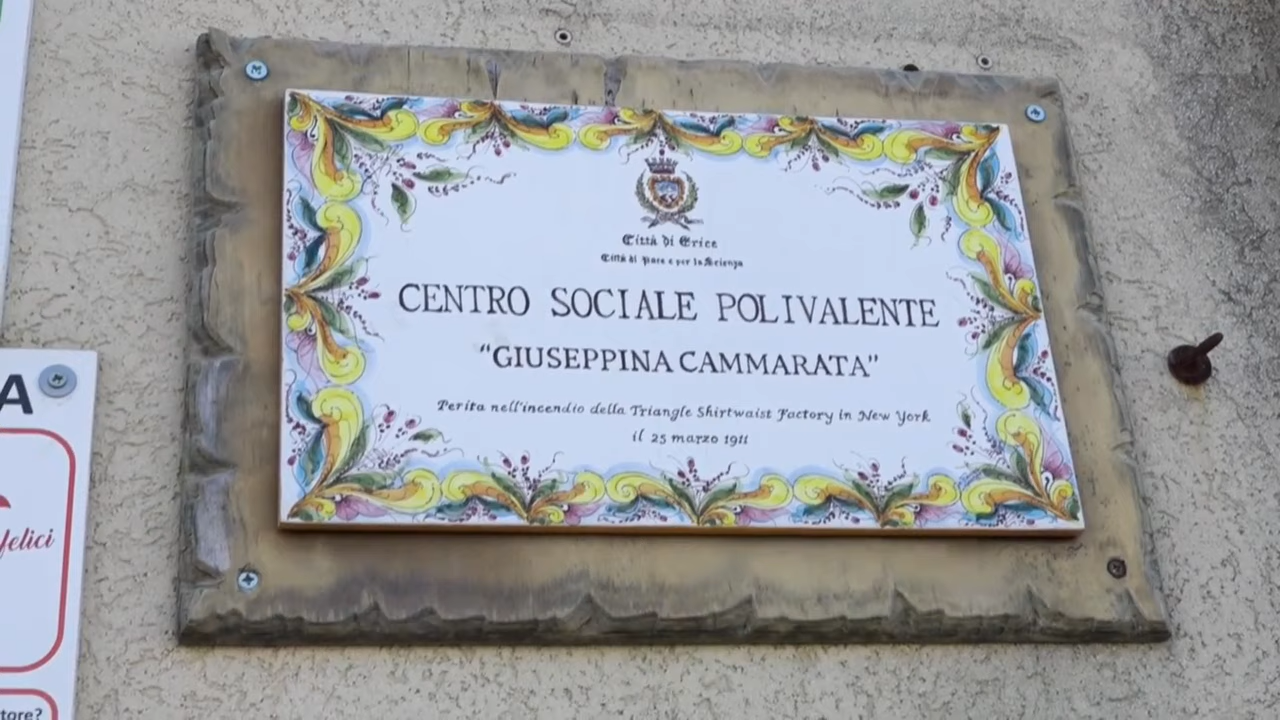 Città di Erice
Città di Pace e per la Scienza
CENTRO SOCIALE POLIVALENTE
"GIUSEPPINA CAMMARATA"
Perita nell'incendio della Triangle Shirtwaist Factory in New York
il 25 marzo 1911
A
felici
tore?